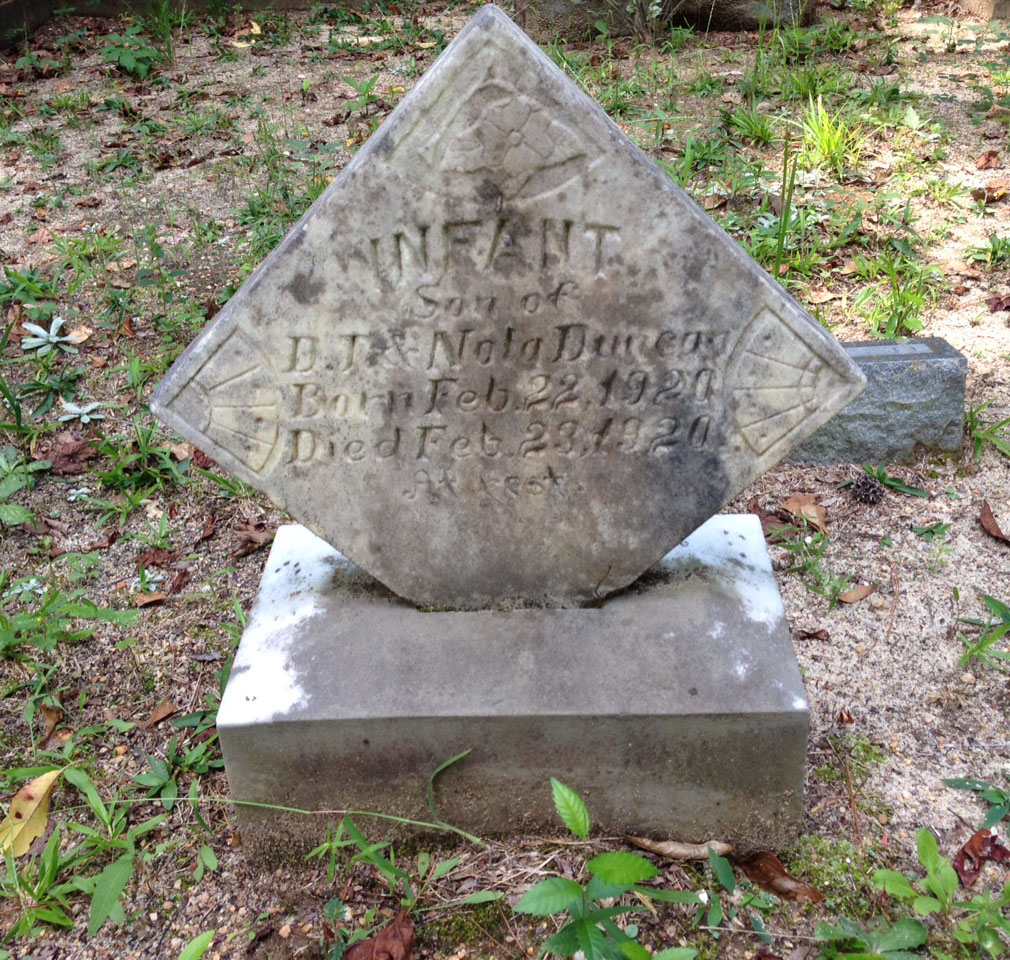 INFANT
Son of
D.T. & Nola Duncan
Born Feb. 22, 1920
Died Feb. 23, 1920.
At rest.